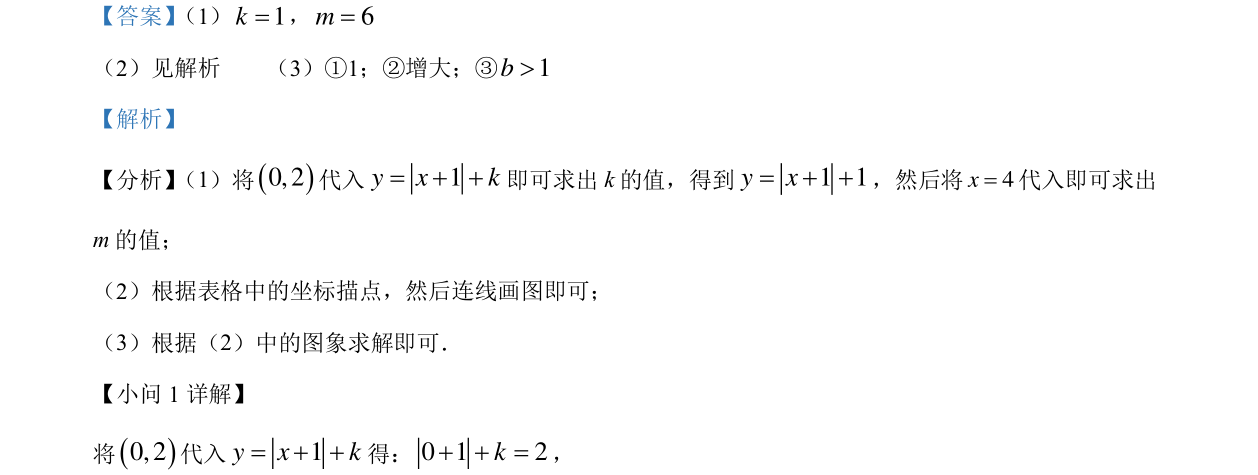 【答案】（1）k＝1，m＝6
（2）见解析 （3）①1；②增大；③b＞1
【解析】
【分析】（1）将(0,2)代入y=|x+1|+k即可求出k的值，得到y=|x+1|+1，然后将x=4代入即可求出
m的值；
（2）根据表格中的坐标描点，然后连线画图即可；
（3）根据（2）中的图象求解即可．
【小问1详解】
将(0,2)代入y=|x+1|+k得：|0+1|+k=2，